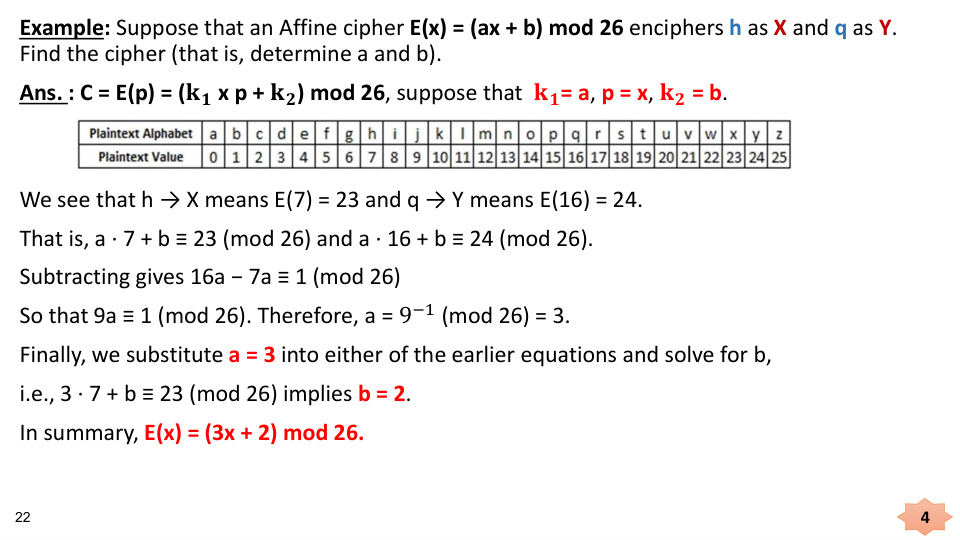 Example: Suppose that an Affine cipher E(x) = (ax + b) mod 26 enciphers h as X and q as Y.
Find the cipher (that is, determine a and b).
Ans. : C = E(p) = (k₁ x p + k₂) mod 26, suppose that k₁= a, p = x, k₂ = b.
Plaintext Alphabet a b c d e f g h i j k l m n o p q r s t u v w x y z
Plaintext Value 0 1 2 3 4 5 6 7 8 9 10 11 12 13 14 15 16 17 18 19 20 21 22 23 24 25
We see that h → X means E(7) = 23 and q → Y means E(16) = 24.
That is, a · 7 + b ≡ 23 (mod 26) and a · 16 + b ≡ 24 (mod 26).
Subtracting gives 16a − 7a ≡ 1 (mod 26)
So that 9a ≡ 1 (mod 26). Therefore, a = 9⁻¹ (mod 26) = 3.
Finally, we substitute a = 3 into either of the earlier equations and solve for b,
i.e., 3 · 7 + b ≡ 23 (mod 26) implies b = 2.
In summary, E(x) = (3x + 2) mod 26.
22
4